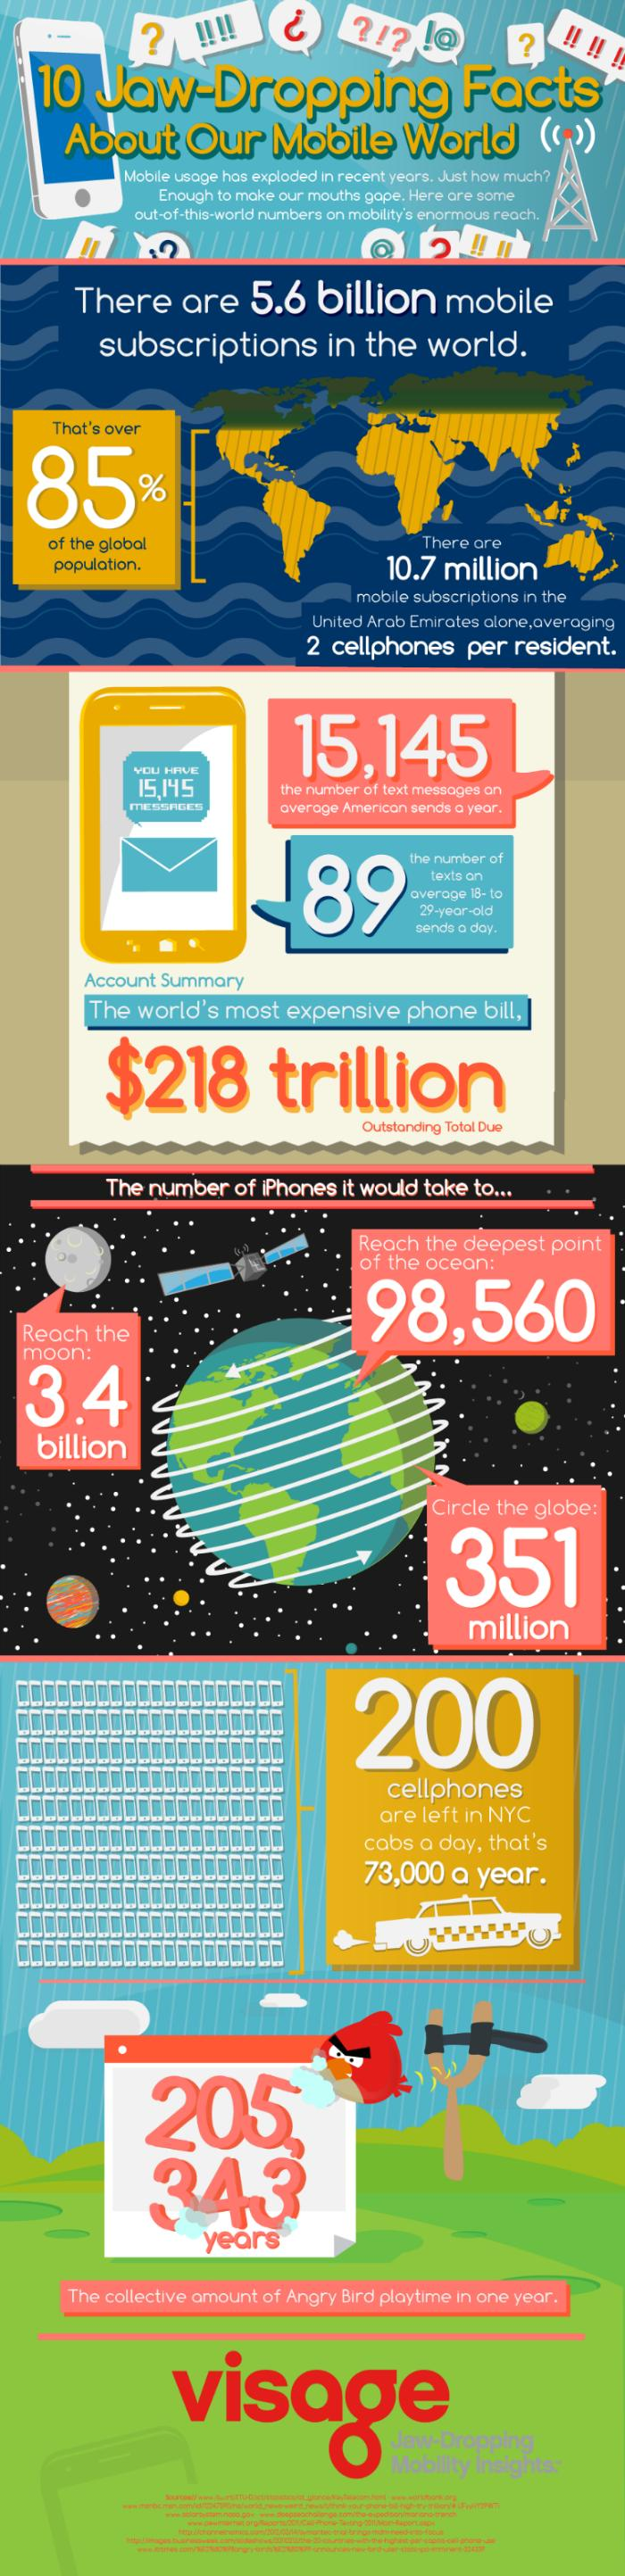 10 Jaw-Dropping Facts
About Our Mobile World
Mobile usage has exploded in recent years. Just how much?
Enough to make our mouths gape. Here are some
out-of-this-world numbers on mobility's enormous reach.
There are 5.6 billion mobile
subscriptions in the world.
That's over
85%
of the global
population.
There are
10.7 million
mobile subscriptions in the
United Arab Emirates alone,averaging
2 cellphones per resident.
YOU HAVE
15,145
MESSAGES
15,145
the number of text messages an
average American sends a year.
89
the number of
texts an
average 18- to
29-year-old
sends a day.
Account Summary
The world's most expensive phone bill,
$218 trillion
Outstanding Total Due
The number of iPhones it would take to...
Reach the deepest point
of the ocean:
98,560
Reach the
moon:
3.4
billion
Circle the globe:
351
million
200
cellphones
are left in NYC
cabs a day, that's
73,000 a year.
205,
343
years
The collective amount of Angry Bird playtime in one year.
visage
Jaw-Dropping
Mobility Insights